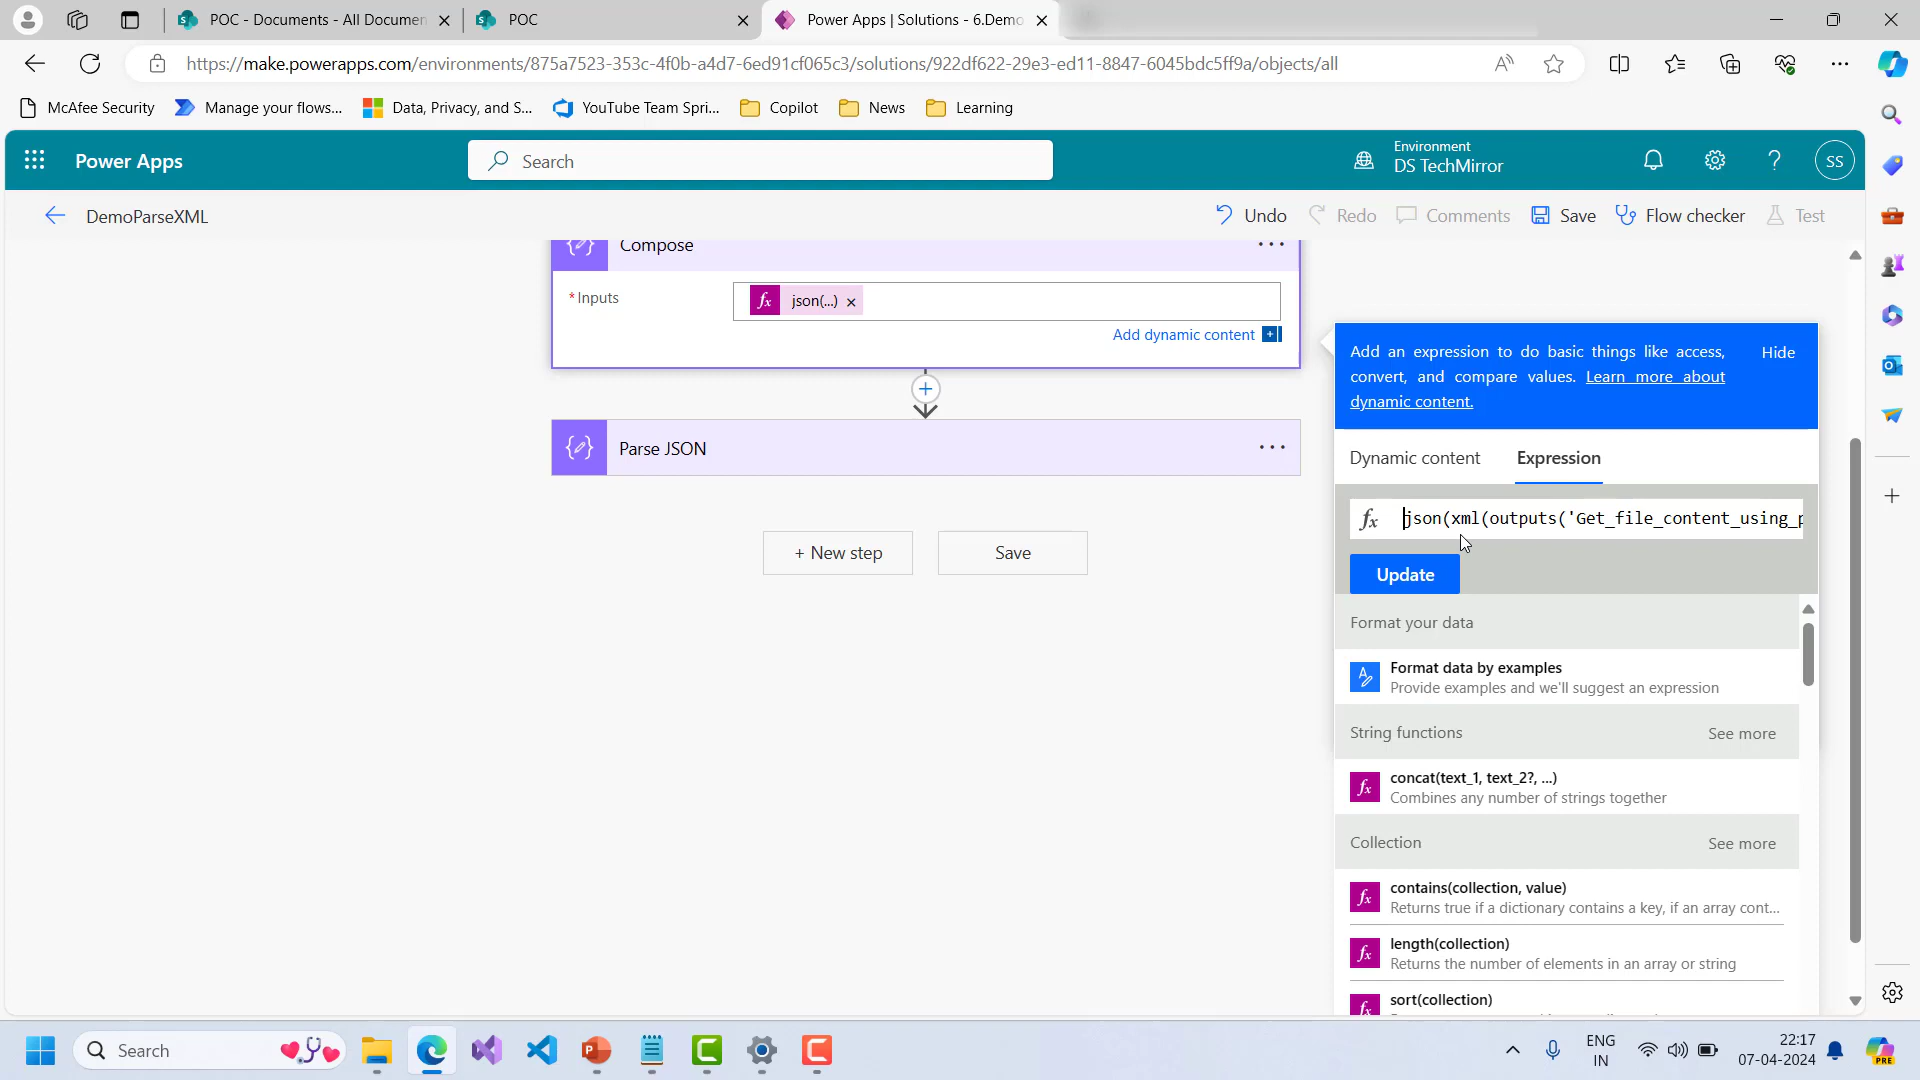 POC - Documents - All Documen
POC
Power Apps | Solutions - 6.Demo
https://make.powerapps.com/environments/875a7523-353c-4f0b-a4d7-6ed91cf065c3/solutions/922df622-29e3-ed11-8847-6045bdc5ff9a/objects/all
McAfee Security
Manage your flows...
Data, Privacy, and S...
YouTube Team Spri...
Copilot
News
Learning
Power Apps
Search
Environment
DS TechMirror
SS
DemoParseXML
Undo
Redo
Comments
Save
Flow checker
Test
Compose
*Inputs
fx json(...) ×
Add dynamic content
Parse JSON
+ New step
Save
Add an expression to do basic things like access,
convert, and compare values. Learn more about
dynamic content.
Hide
Dynamic content
Expression
fx json(xml(outputs('Get_file_content_using_p
Update
Format your data
Format data by examples
Provide examples and we'll suggest an expression
String functions
See more
fx concat(text_1, text_2?, ...)
Combines any number of strings together
Collection
See more
fx contains(collection, value)
Returns true if a dictionary contains a key, if an array cont...
fx length(collection)
Returns the number of elements in an array or string
fx sort(collection)
Search
ENG
IN
22:17
07-04-2024
PRE